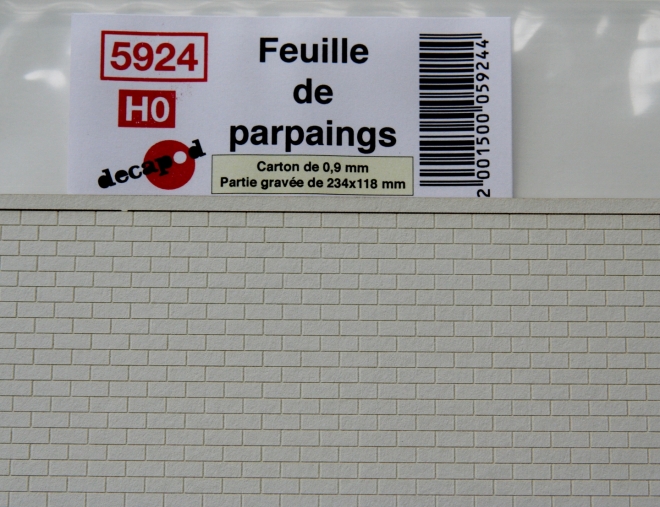 5924
H0
decapod
Feuille
de
parpaings
Carton de 0,9 mm
Partie gravée de 234x118 mm
2 001500 059244